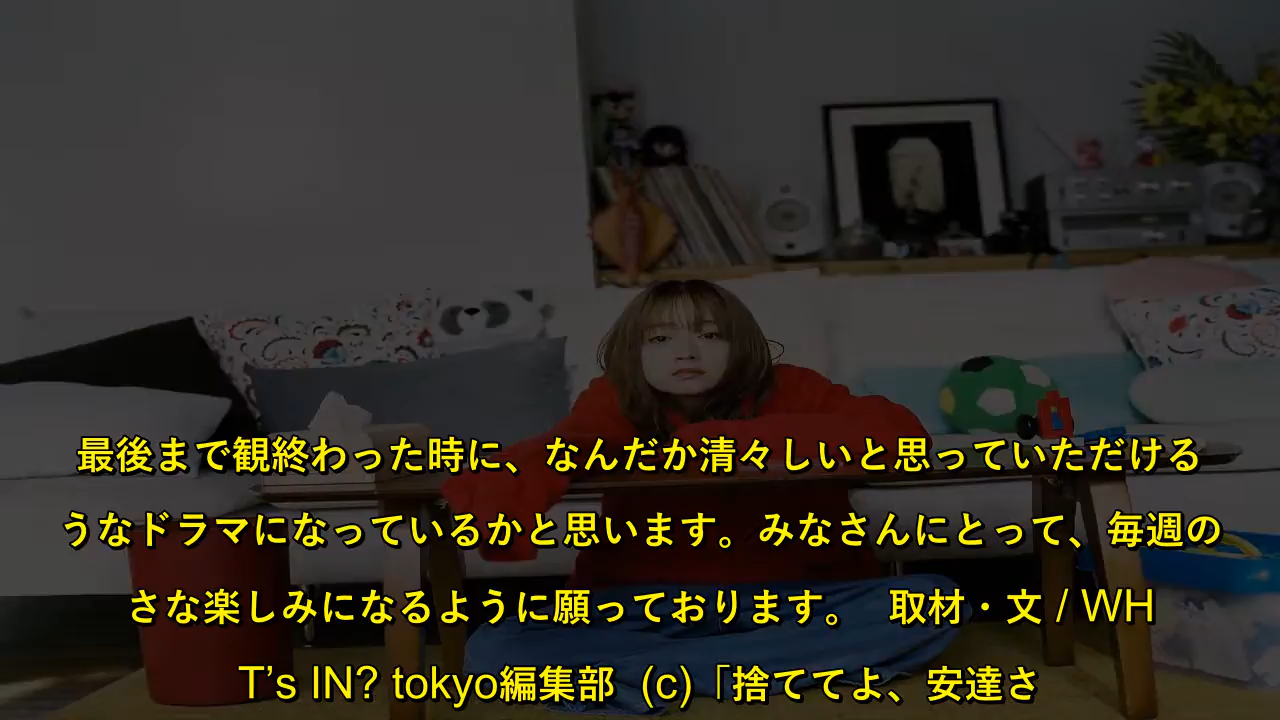 最後まで観終わった時に、なんだか清々しいと思っていただける
うなドラマになっているかと思います。みなさんにとって、毎週の
さな楽しみになるように願っております。 取材・文 / WH
T’s IN? tokyo編集部 (c)「捨ててよ、安達さ